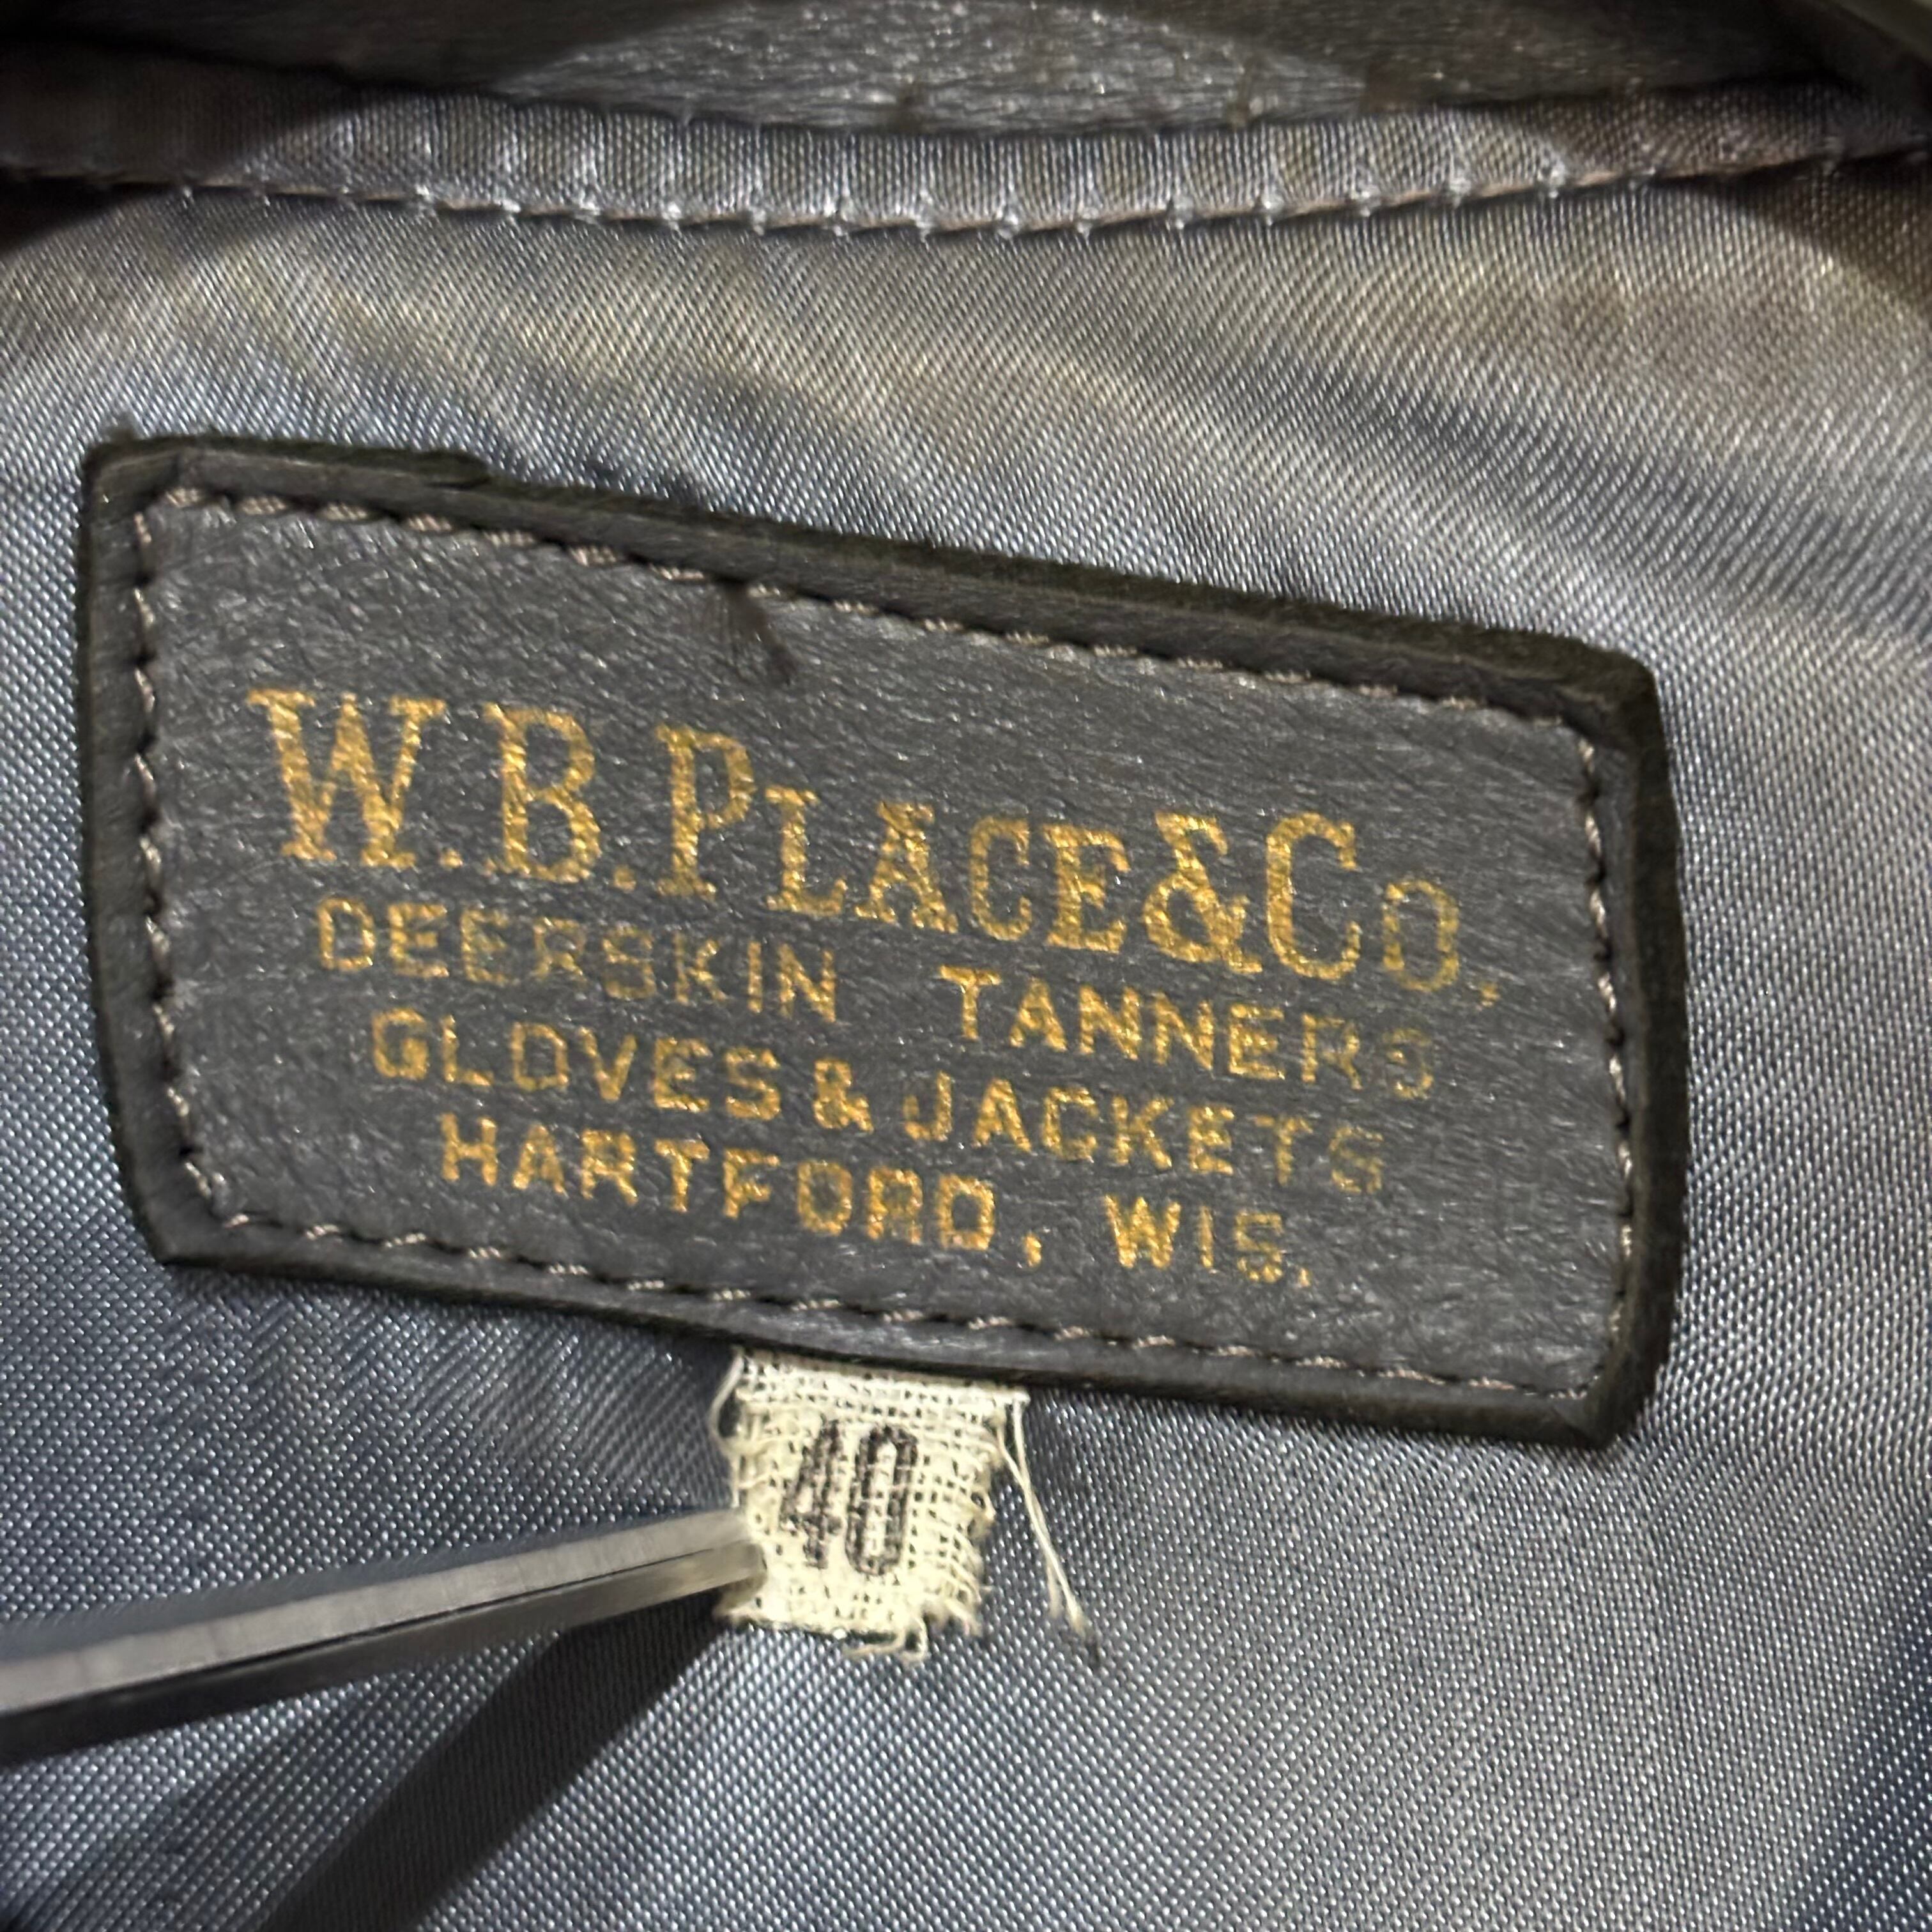 W.B.PLACE&CO.
DEERSKIN TANNERS
GLOVES & JACKETS
HARTFORD, WIS.
40